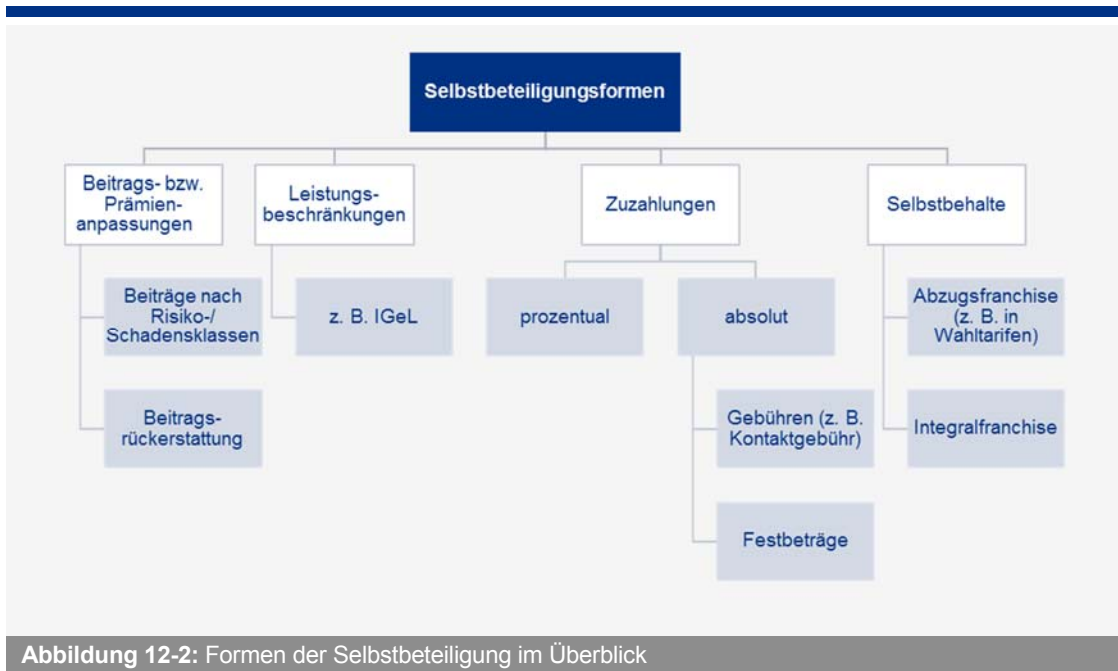 Selbstbeteiligungsformen
Beitrags- bzw.
Prämien-
anpassungen
Leistungs-
beschränkungen
Zuzahlungen
Selbstbehalte
Beiträge nach
Risiko-/
Schadensklassen
z. B. IGeL
prozentual
absolut
Abzugsfranchise
(z. B. in
Wahltarifen)
Beitrags-
rückerstattung
Gebühren (z. B.
Kontaktgebühr)
Integralfranchise
Festbeträge
Abbildung 12-2: Formen der Selbstbeteiligung im Überblick